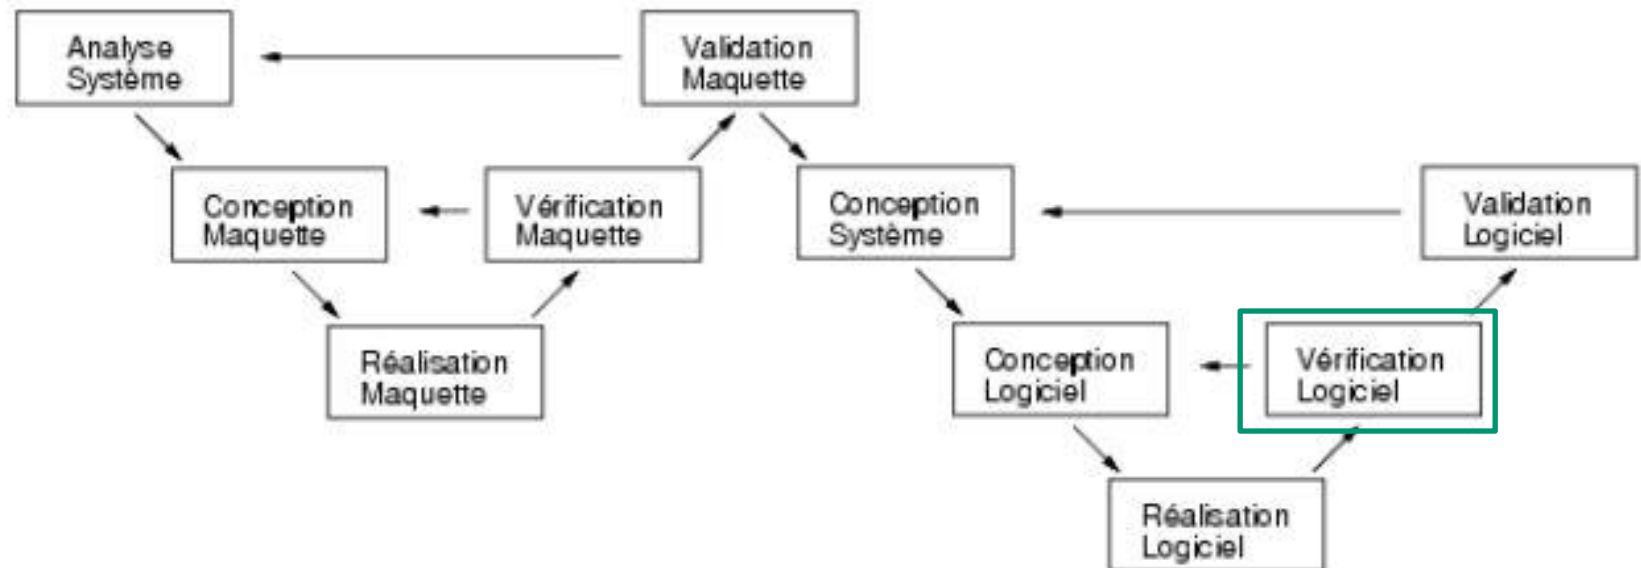 Analyse
Système
Validation
Maquette
Conception
Maquette
Vérification
Maquette
Conception
Système
Validation
Logiciel
Réalisation
Maquette
Conception
Logiciel
Vérification
Logiciel
Réalisation
Logiciel